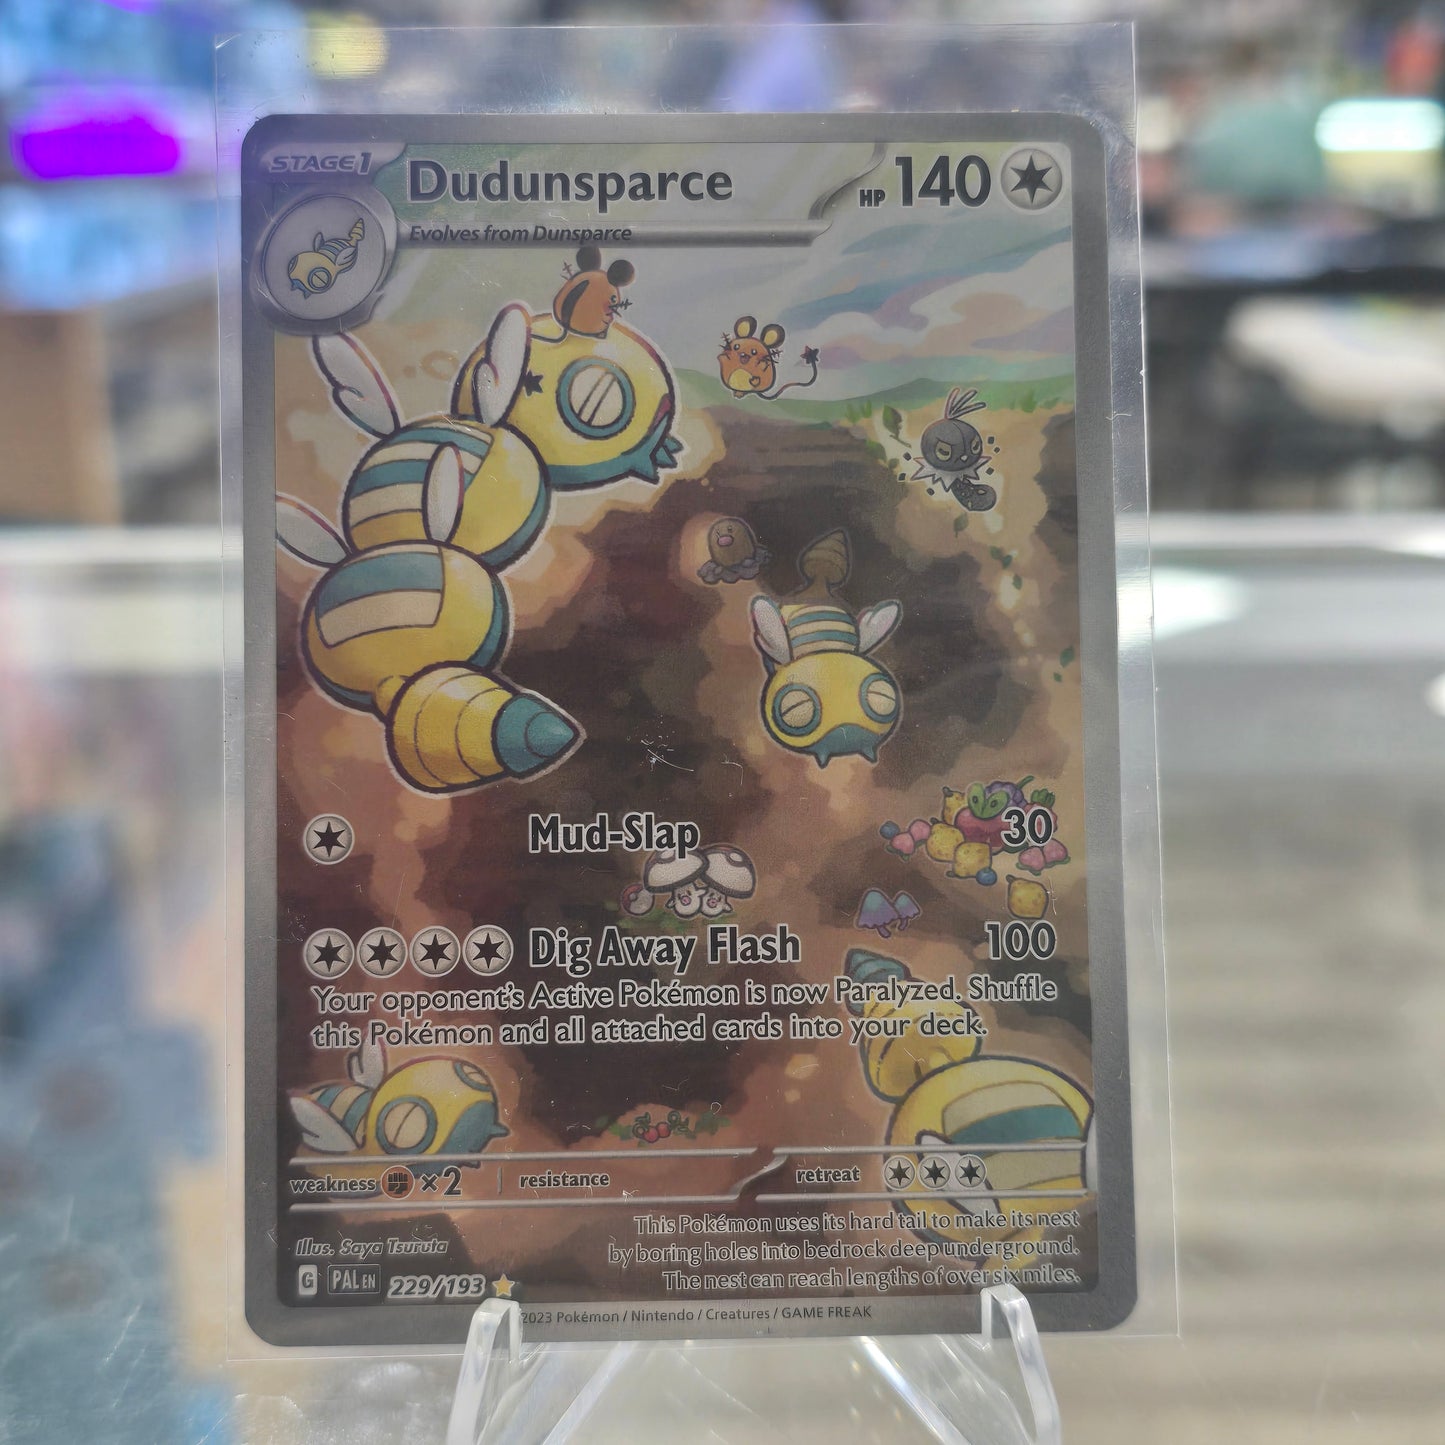 STAGE 1
Dudunsparce
HP 140
Evolves from Dunsparce
Mud-Slap 30
Dig Away Flash 100
Your opponent's Active Pokémon is now Paralyzed. Shuffle
this Pokémon and all attached cards into your deck.
weakness ×2 resistance retreat
This Pokémon uses its hard tail to make its nest
by boring holes into bedrock deep underground.
The nest can reach lengths of over six miles.
Illus. Saya Tsuruta
G PAL EN 229/193
2023 Pokémon / Nintendo / Creatures / GAME FREAK